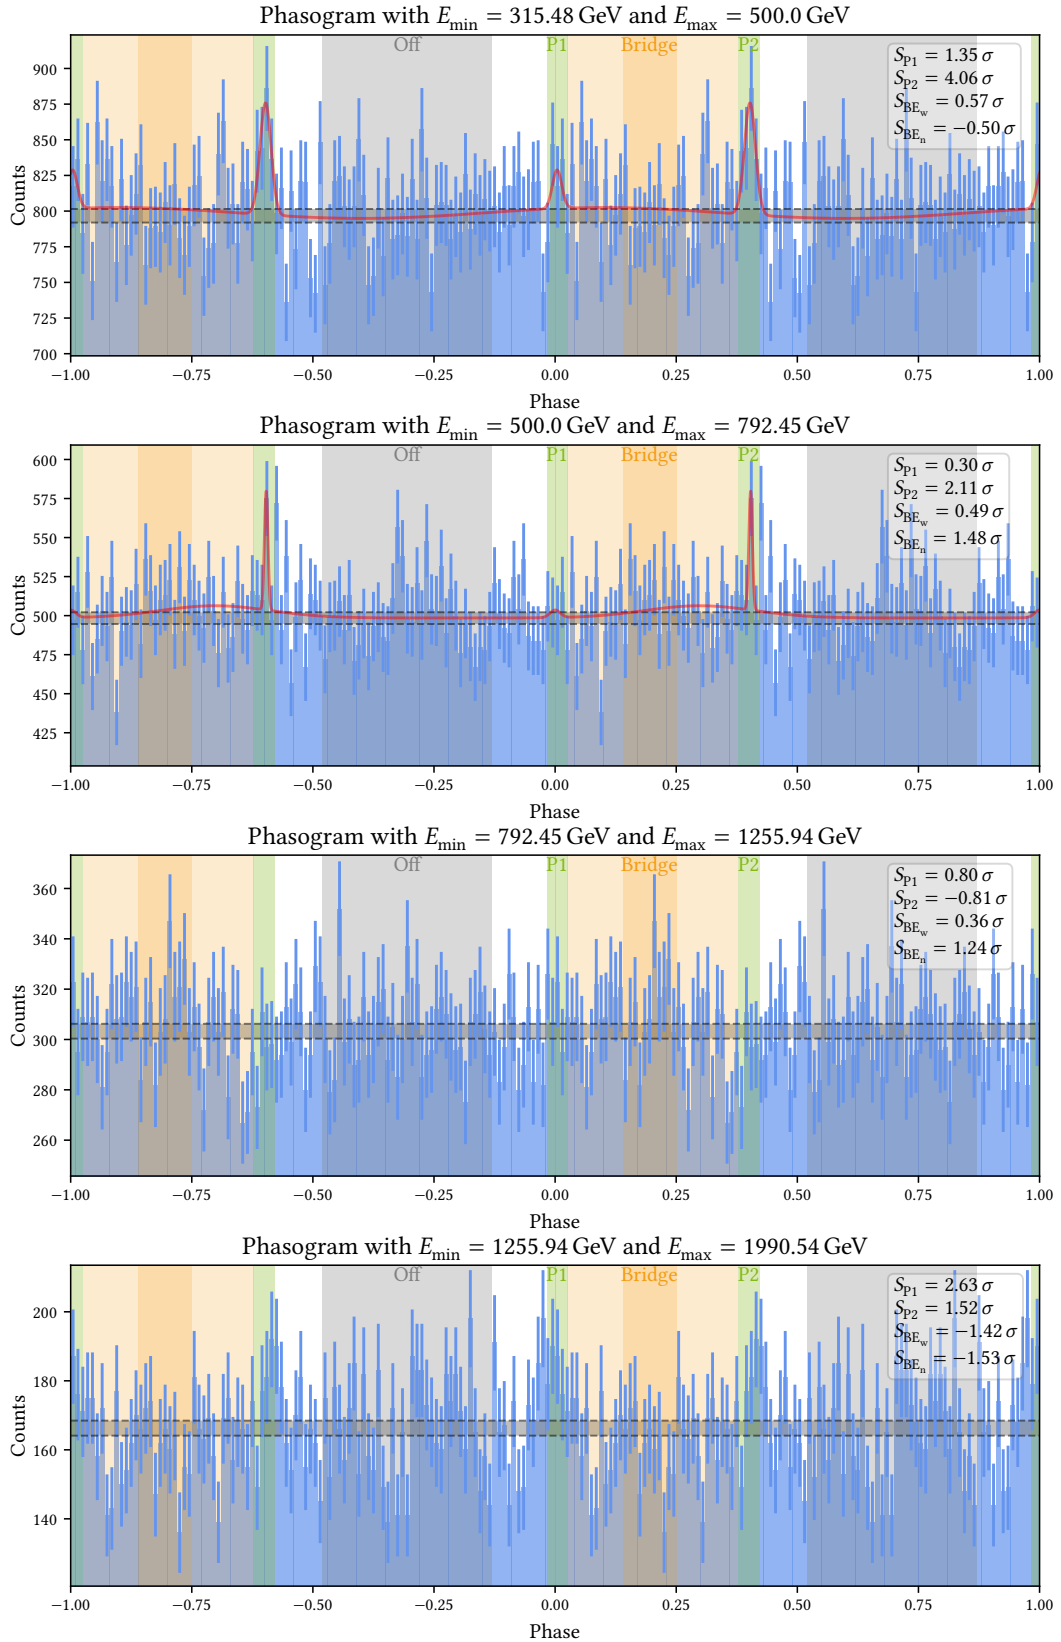 Phasogram with E_min = 315.48 GeV and E_max = 500.0 GeV
Off P1 Bridge P2
S_P1 = 1.35 σ
S_P2 = 4.06 σ
S_BE_w = 0.57 σ
S_BE_n = −0.50 σ
Counts
900
875
850
825
800
775
750
725
700
−1.00 −0.75 −0.50 −0.25 0.00 0.25 0.50 0.75 1.00
Phase
Phasogram with E_min = 500.0 GeV and E_max = 792.45 GeV
Off P1 Bridge P2
S_P1 = 0.30 σ
S_P2 = 2.11 σ
S_BE_w = 0.49 σ
S_BE_n = 1.48 σ
Counts
600
575
550
525
500
475
450
425
−1.00 −0.75 −0.50 −0.25 0.00 0.25 0.50 0.75 1.00
Phase
Phasogram with E_min = 792.45 GeV and E_max = 1255.94 GeV
Off P1 Bridge P2
S_P1 = 0.80 σ
S_P2 = −0.81 σ
S_BE_w = 0.36 σ
S_BE_n = 1.24 σ
Counts
360
340
320
300
280
260
−1.00 −0.75 −0.50 −0.25 0.00 0.25 0.50 0.75 1.00
Phase
Phasogram with E_min = 1255.94 GeV and E_max = 1990.54 GeV
Off P1 Bridge P2
S_P1 = 2.63 σ
S_P2 = 1.52 σ
S_BE_w = −1.42 σ
S_BE_n = −1.53 σ
Counts
200
180
160
140
−1.00 −0.75 −0.50 −0.25 0.00 0.25 0.50 0.75 1.00
Phase